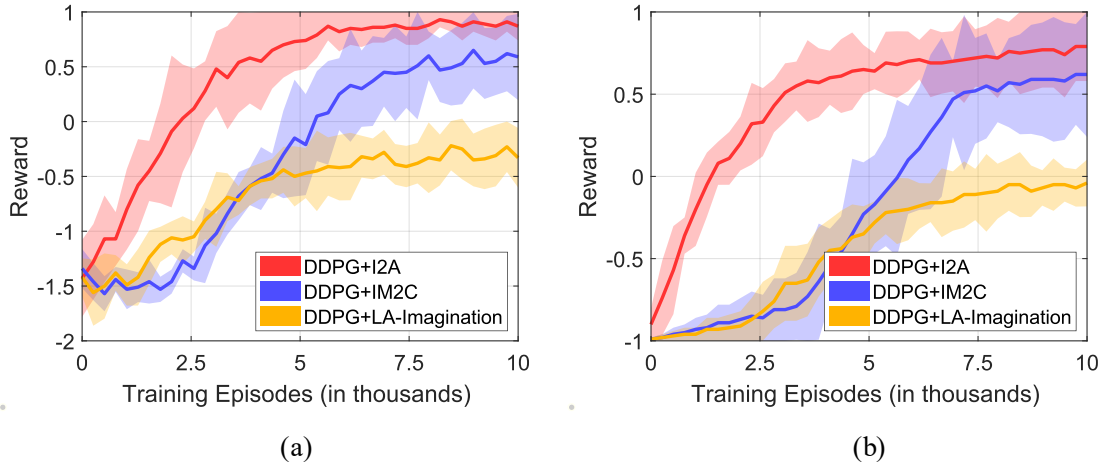 1
0.5
0
-0.5
-1
-1.5
-2
Reward
DDPG+I2A
DDPG+IM2C
DDPG+LA-Imagination
0
2.5
5
7.5
10
Training Episodes (in thousands)
(a)
1
0.5
0
-0.5
-1
Reward
DDPG+I2A
DDPG+IM2C
DDPG+LA-Imagination
0
2.5
5
7.5
10
Training Episodes (in thousands)
(b)